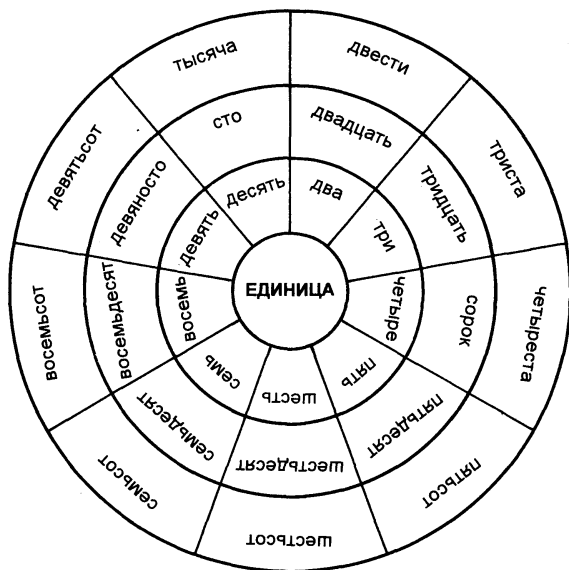 тысяча
двести
триста
четыреста
пятьсот
шестьсот
семьсот
восемьсот
девятьсот
сто
двадцать
тридцать
сорок
пятьдесят
шестьдесят
семьдесят
восемьдесят
девяносто
десять
два
три
четыре
пять
шесть
семь
восемь
девять
ЕДИНИЦА